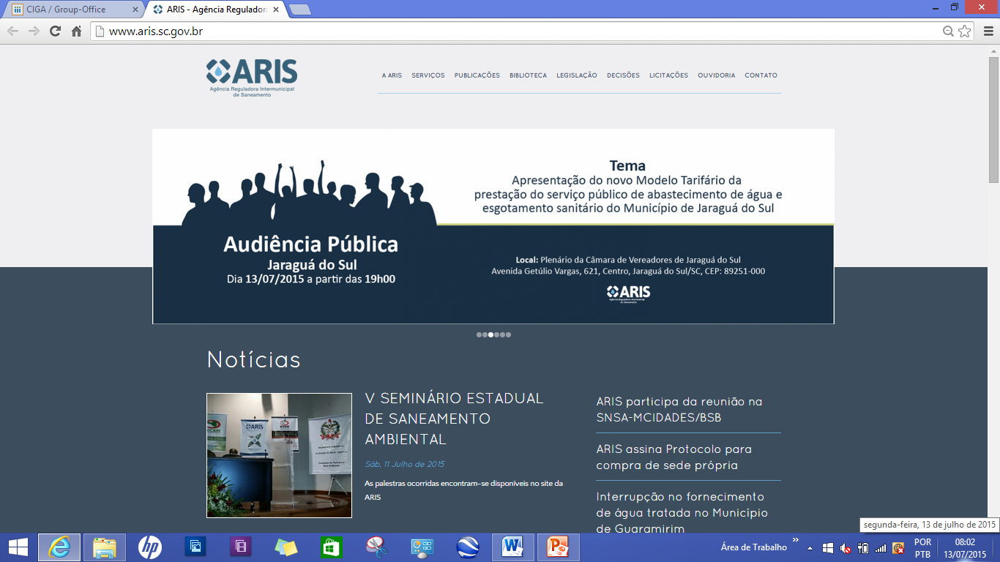 CIGA / Group-Office
ARIS - Agência Regulador
www.aris.sc.gov.br
ARIS
Agência Reguladora Intermunicipal
de Saneamento
A ARIS SERVIÇOS PUBLICAÇÕES BIBLIOTECA LEGISLAÇÃO DECISÕES LICITAÇÕES OUVIDORIA CONTATO
Audiência Pública
Jaraguá do Sul
Dia 13/07/2015 a partir das 19h00
Tema
Apresentação do novo Modelo Tarifário da
prestação do serviço público de abastecimento de água e
esgotamento sanitário do Município de Jaraguá do Sul
Local: Plenário da Câmara de Vereadores de Jaraguá do Sul
Avenida Getúlio Vargas, 621, Centro, Jaraguá do Sul/SC, CEP: 89251-000
ARIS
Agência Reguladora Intermunicipal
de Saneamento
Notícias
ARIS
V SEMINÁRIO ESTADUAL
DE SANEAMENTO
AMBIENTAL
Sáb, 11 Julho de 2015
As palestras ocorridas encontram-se disponíveis no site da
ARIS
ARIS participa da reunião na
SNSA-MCIDADES/BSB
ARIS assina Protocolo para
compra de sede própria
Interrupção no fornecimento
de água tratada no Município
de Guaramirim
segunda-feira, 13 de julho de 2015
hp
Área de Trabalho
POR
PTB
08:02
13/07/2015